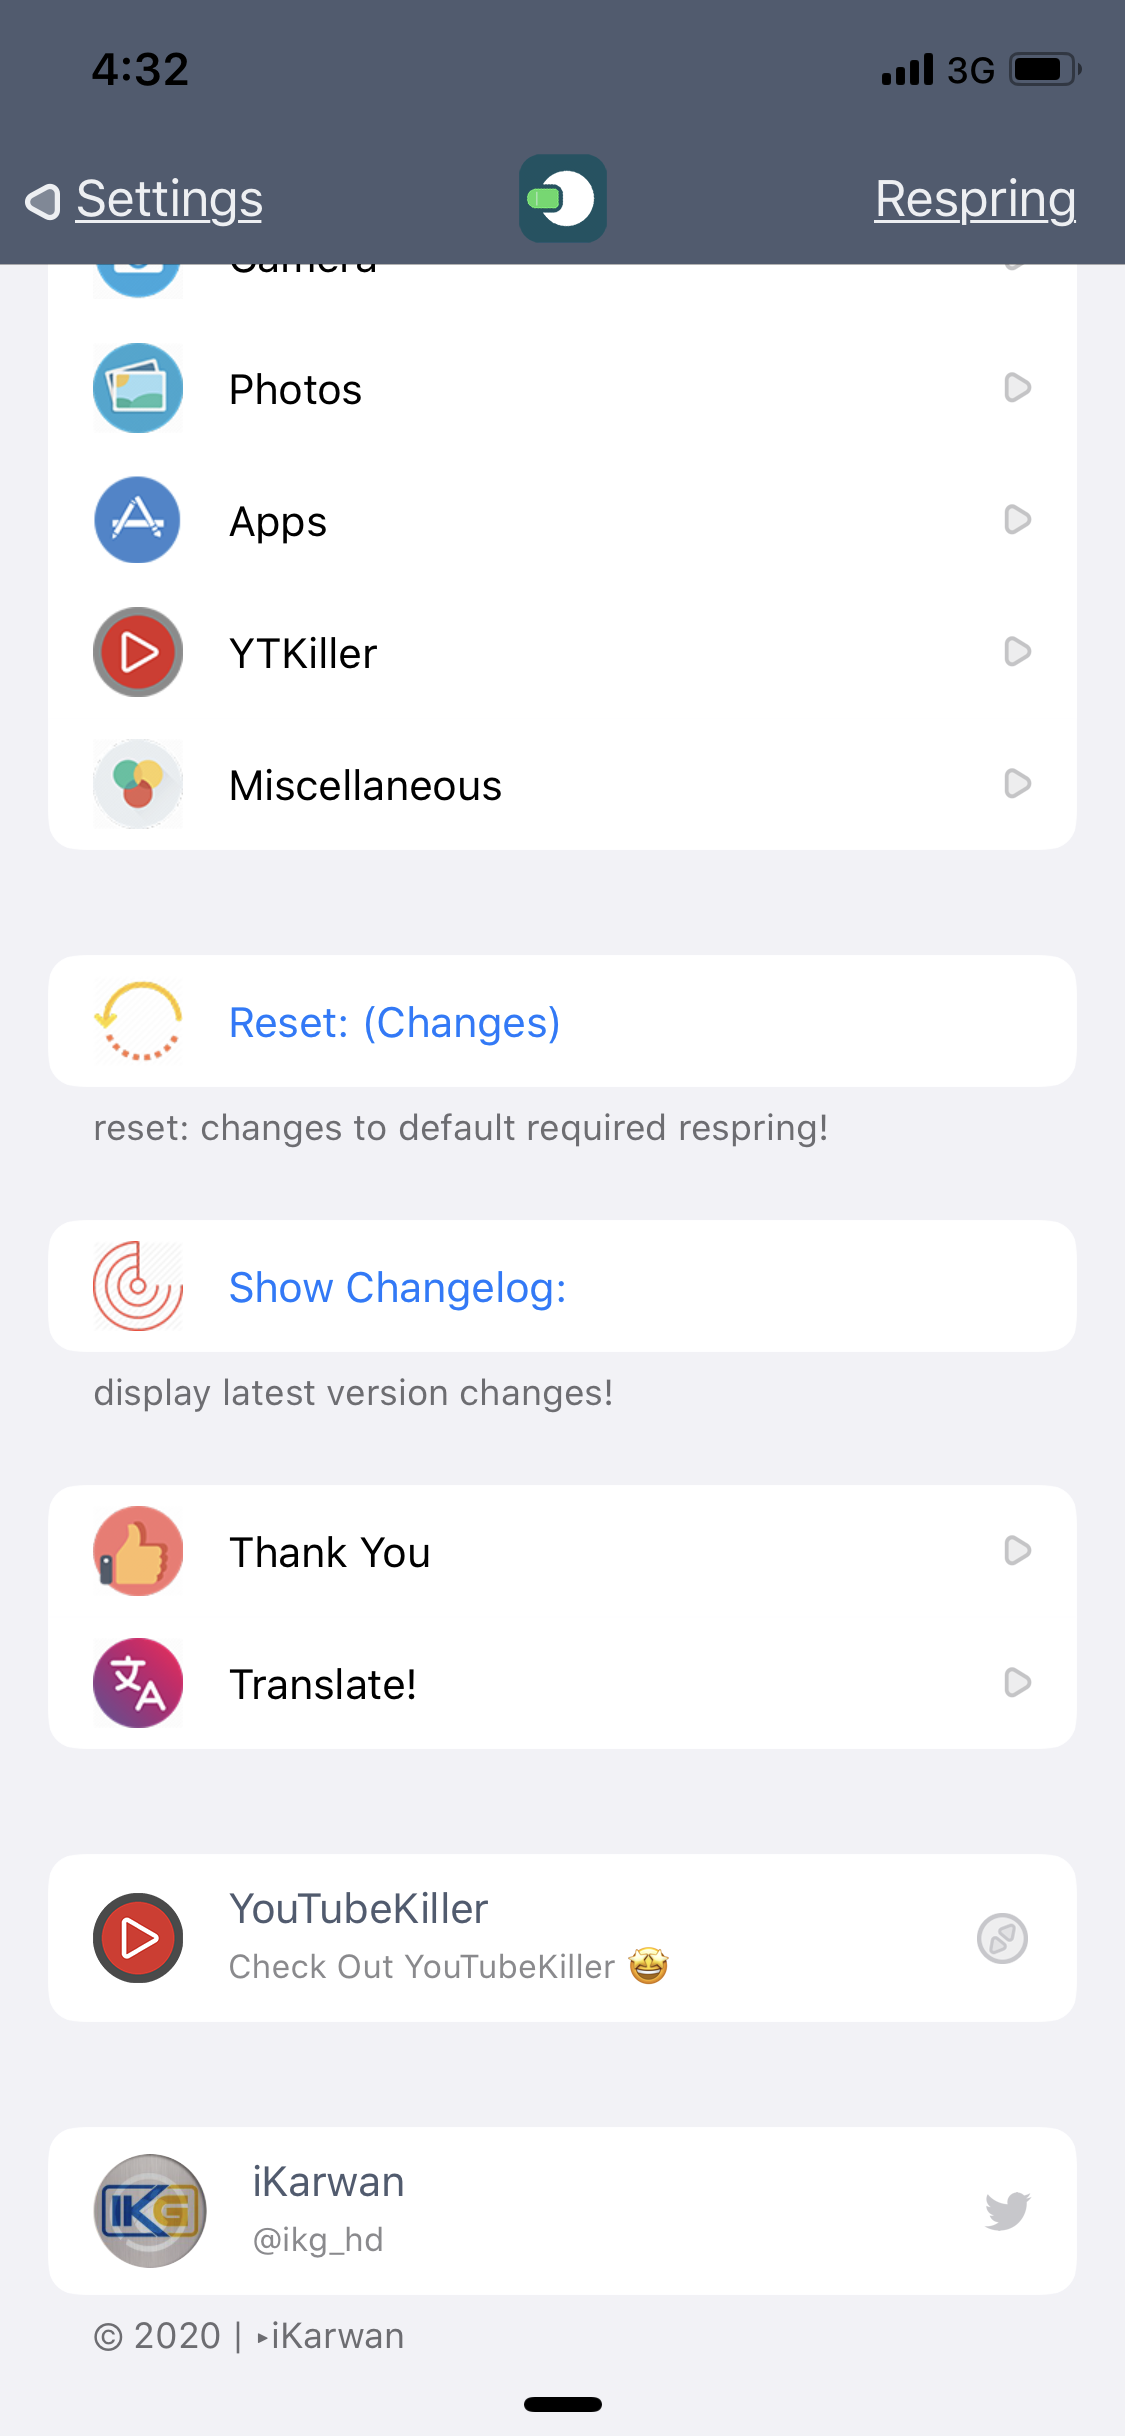 4:32
3G
Settings
Respring
Camera
Photos
Apps
YTKiller
Miscellaneous
Reset: (Changes)
reset: changes to default required respring!
Show Changelog:
display latest version changes!
Thank You
Translate!
YouTubeKiller
Check Out YouTubeKiller 🤩
IKG
iKarwan
@ikg_hd
© 2020 | ‣iKarwan